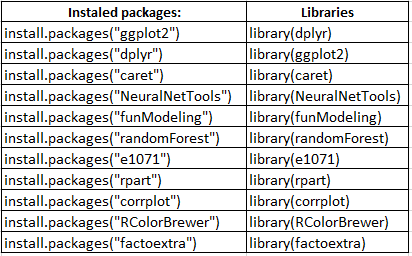 Instaled packages: Libraries
install.packages("ggplot2") library(dplyr)
install.packages("dplyr") library(ggplot2)
install.packages("caret") library(caret)
install.packages("NeuralNetTools") library(NeuralNetTools)
install.packages("funModeling") library(funModeling)
install.packages("randomForest") library(randomForest)
install.packages("e1071") library(e1071)
install.packages("rpart") library(rpart)
install.packages("corrplot") library(corrplot)
install.packages("RColorBrewer") library(RColorBrewer)
install.packages("factoextra") library(factoextra)